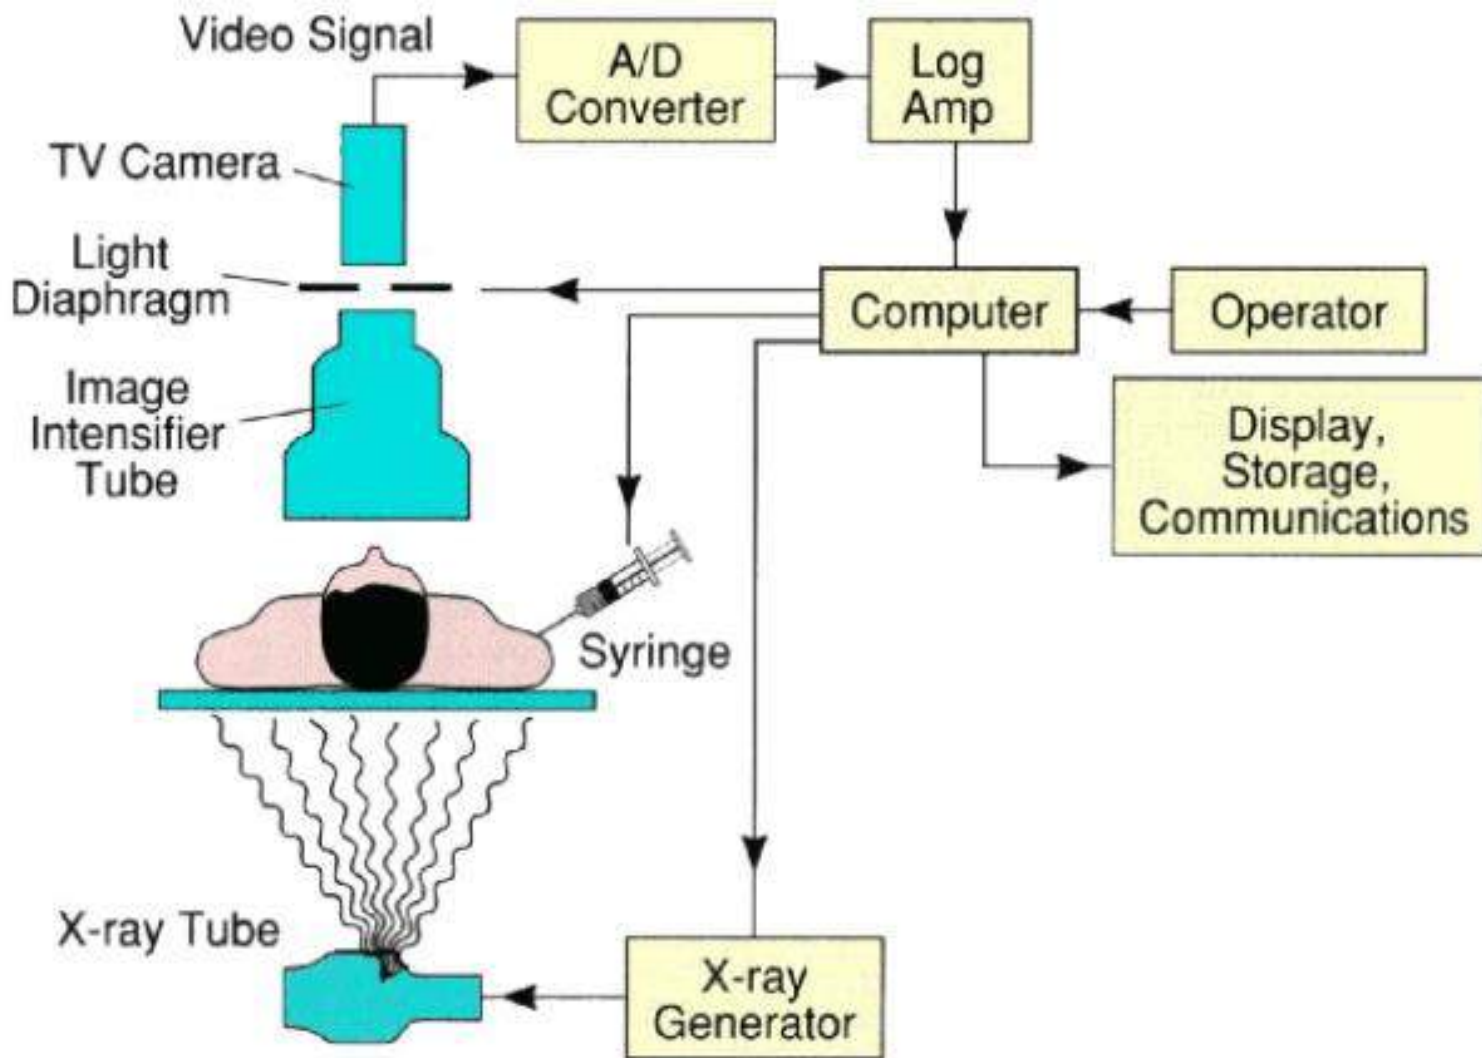 Video Signal
A/D
Converter
Log
Amp
TV Camera
Light
Diaphragm
Computer
Operator
Image
Intensifier
Tube
Display,
Storage,
Communications
Syringe
X-ray Tube
X-ray
Generator